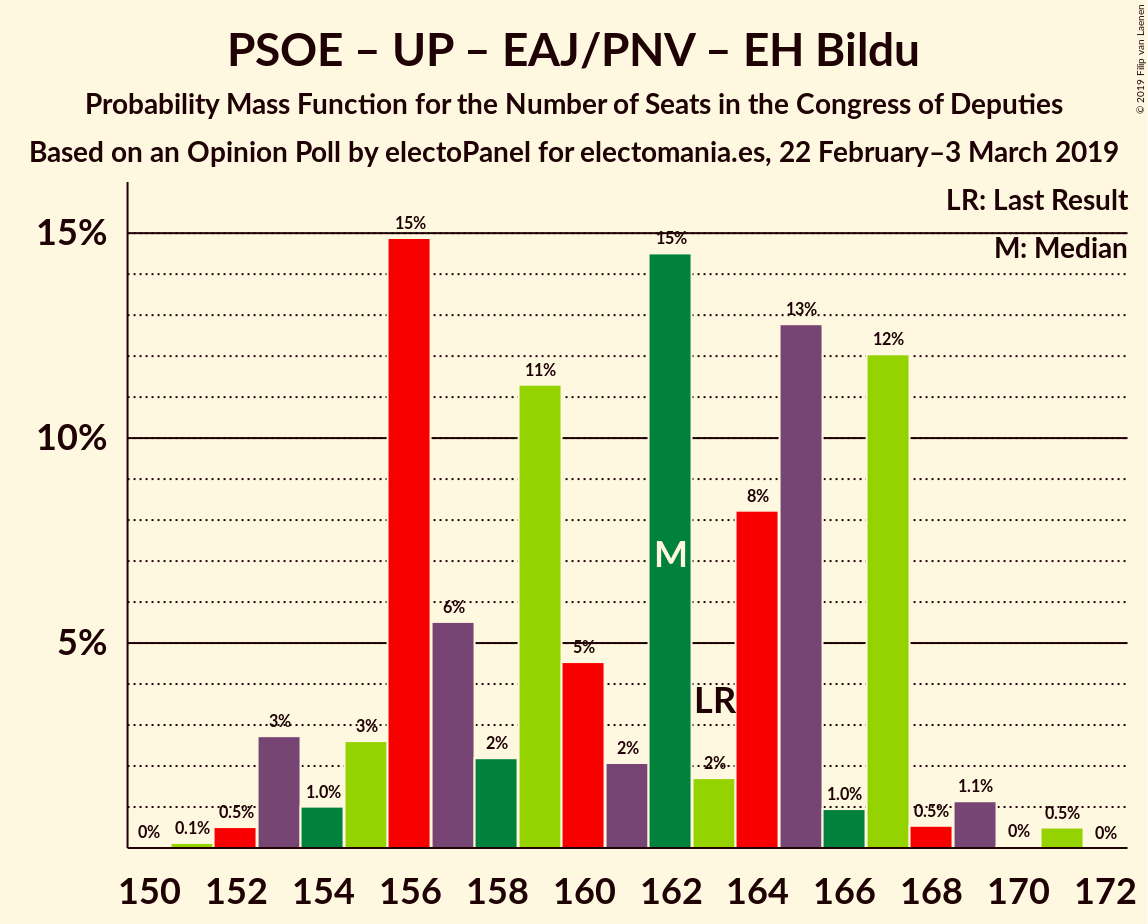 PSOE – UP – EAJ/PNV – EH Bildu
Probability Mass Function for the Number of Seats in the Congress of Deputies
Based on an Opinion Poll by electoPanel for electomania.es, 22 February–3 March 2019
© 2019 Filip van Laenen
LR: Last Result
M: Median
15%
10%
5%
0%
0.1%
0.5%
3%
1.0%
3%
15%
6%
2%
11%
5%
2%
15%
M
2%
LR
8%
13%
1.0%
12%
0.5%
1.1%
0%
0.5%
0%
150 152 154 156 158 160 162 164 166 168 170 172